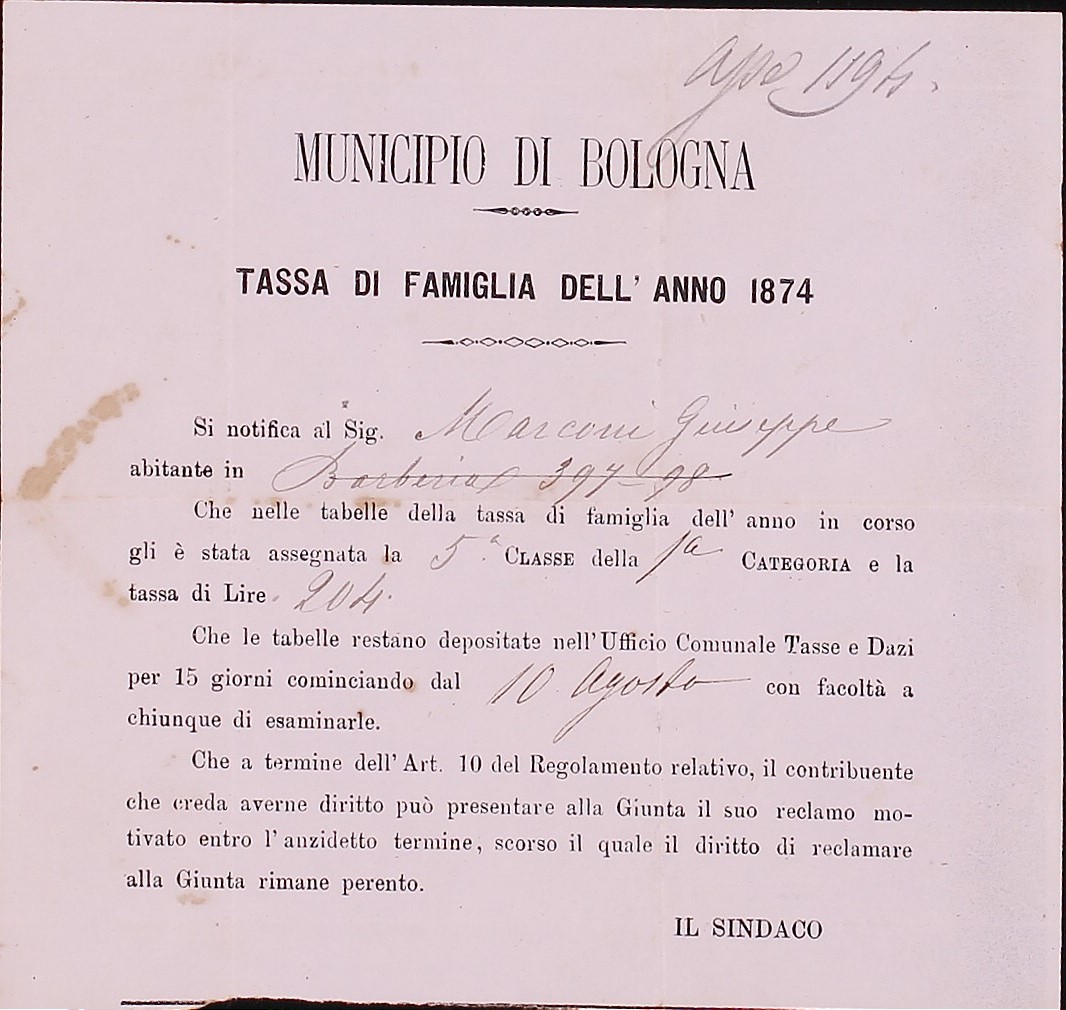 1194.
MUNICIPIO DI BOLOGNA
TASSA DI FAMIGLIA DELL' ANNO 1874
Si notifica al Sig. Marconi Giuseppe
abitante in Barberia 397-98
Che nelle tabelle della tassa di famiglia dell' anno in corso
gli è stata assegnata la 5.ª CLASSE della 1ª CATEGORIA e la
tassa di Lire 204.
Che le tabelle restano depositate nell' Ufficio Comunale Tasse e Dazi
per 15 giorni cominciando dal 10 Agosto con facoltà a
chiunque di esaminarle.
Che a termine dell' Art. 10 del Regolamento relativo, il contribuente
che creda averne diritto può presentare alla Giunta il suo reclamo mo-
tivato entro l' anzidetto termine, scorso il quale il diritto di reclamare
alla Giunta rimane perento.
IL SINDACO